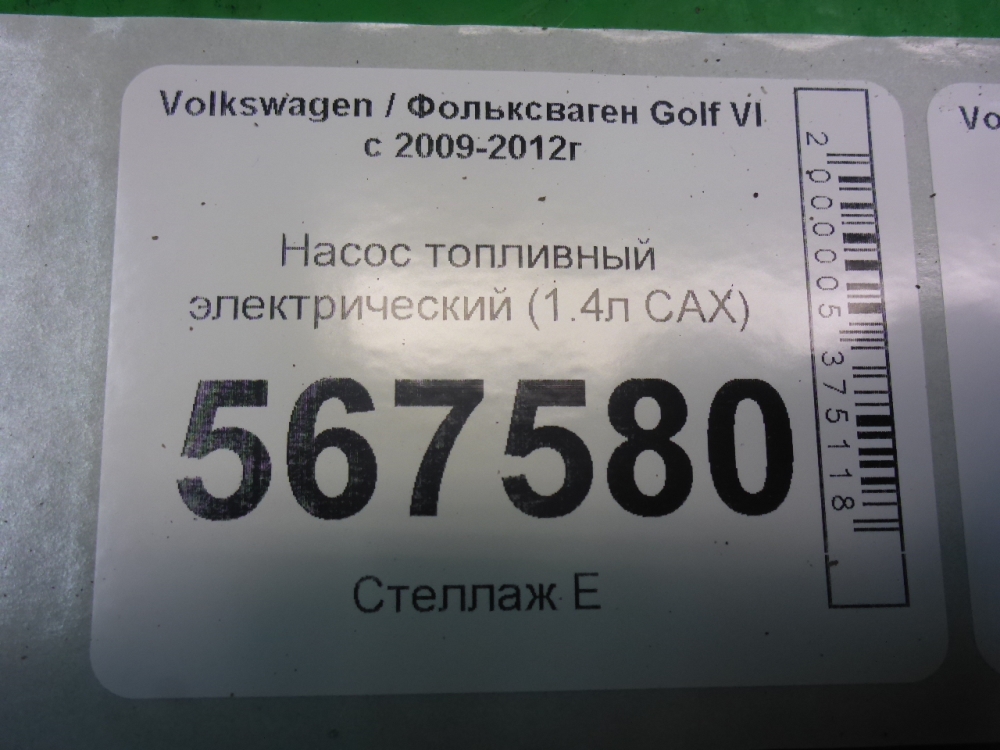 Volkswagen / Фольксваген Golf VI
с 2009-2012г
Насос топливный
электрический (1.4л CAX)
567580
Стеллаж Е
2000005375118
Vo